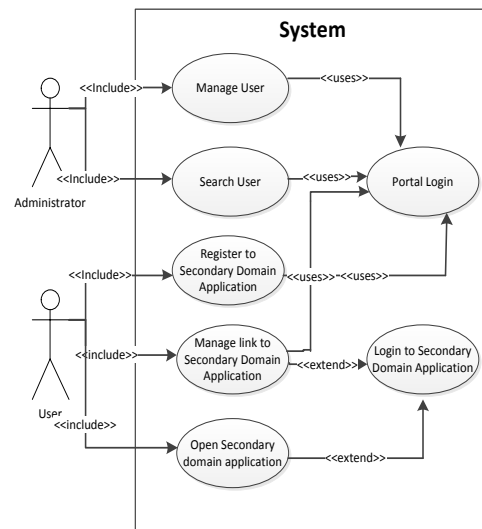 System
<<Include>>
Manage User
<<uses>>
Administrator
<<Include>>
Search User
<<uses>>
Portal Login
<<Include>>
Register to
Secondary Domain
Application
<<uses>>
<<uses>>
User
<<include>>
Manage link to
Secondary Domain
Application
<<extend>>
Login to Secondary
Domain Application
<<include>>
Open Secondary
domain application
<<extend>>